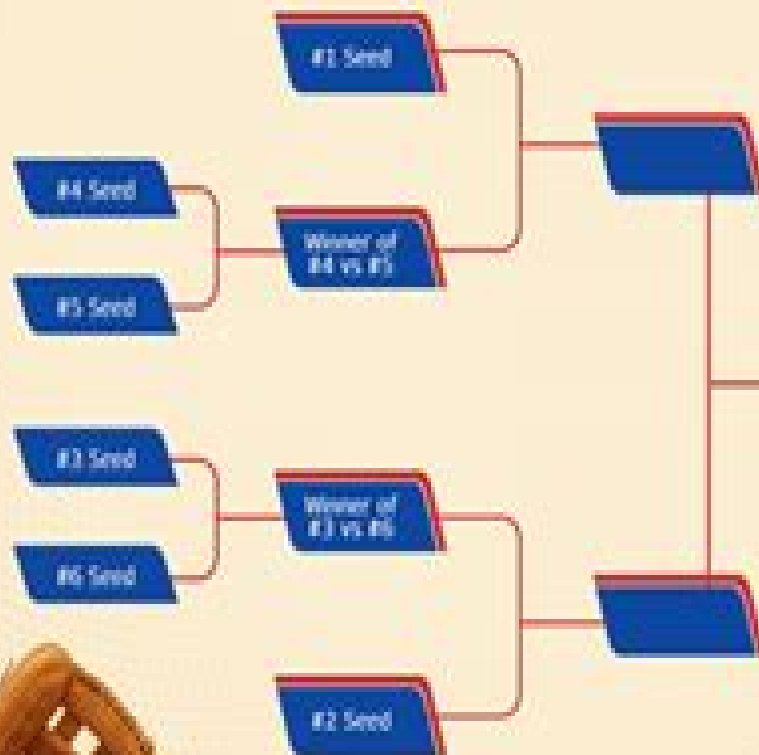 #1 Seed
#4 Seed
Winner of
#4 vs #5
#5 Seed
#3 Seed
Winner of
#3 vs #6
#6 Seed
#2 Seed